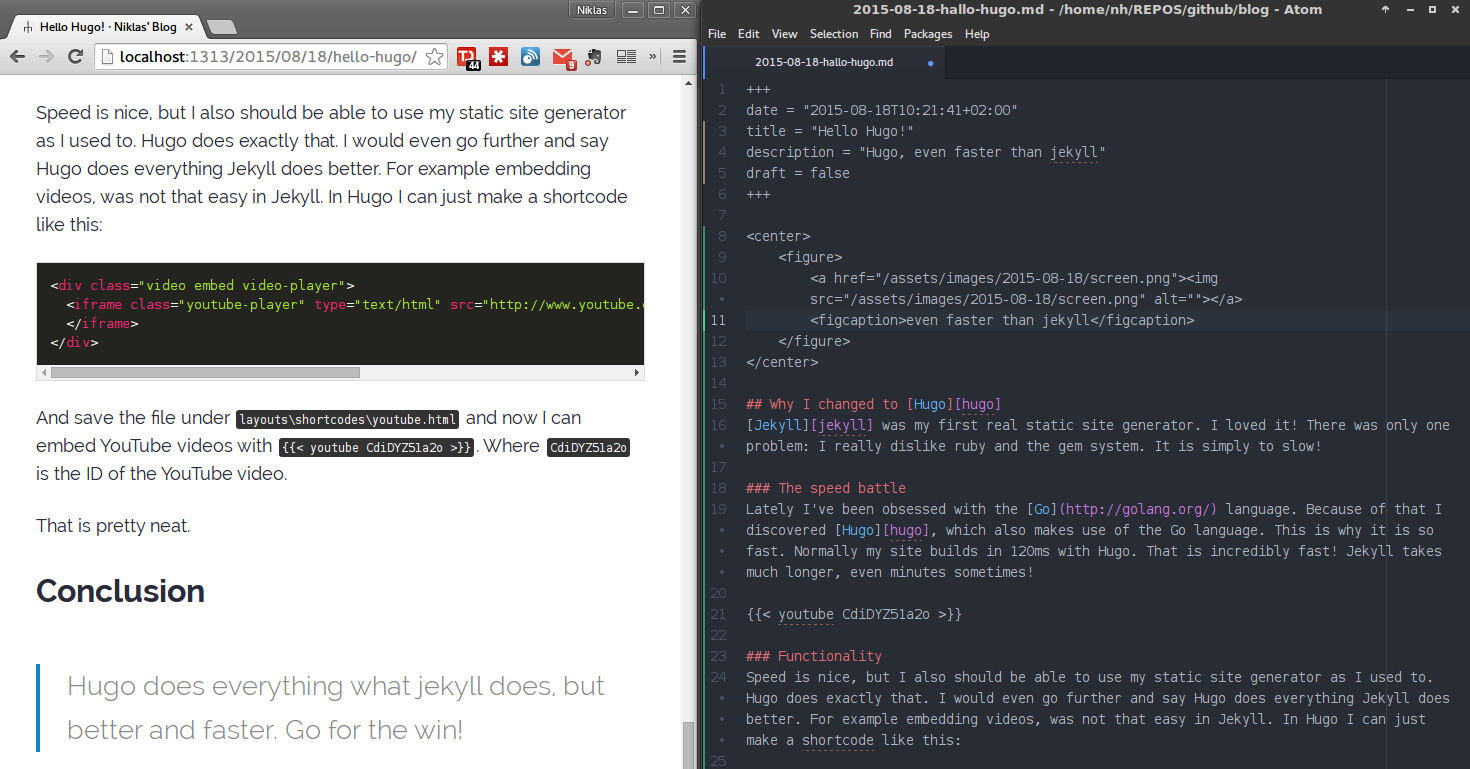 Niklas
Hello Hugo! · Niklas' Blog
localhost:1313/2015/08/18/hello-hugo/
44
9
»
Speed is nice, but I also should be able to use my static site generator
as I used to. Hugo does exactly that. I would even go further and say
Hugo does everything Jekyll does better. For example embedding
videos, was not that easy in Jekyll. In Hugo I can just make a shortcode
like this:
<div class="video embed video-player">
<iframe class="youtube-player" type="text/html" src="http://www.youtube.
</iframe>
</div>
And save the file under layouts\shortcodes\youtube.html and now I can
embed YouTube videos with {{< youtube CdiDYZ51a2o >}}. Where CdiDYZ51a2o
is the ID of the YouTube video.
That is pretty neat.
Conclusion
Hugo does everything what jekyll does, but
better and faster. Go for the win!
2015-08-18-hallo-hugo.md - /home/nh/REPOS/github/blog - Atom
File Edit View Selection Find Packages Help
2015-08-18-hallo-hugo.md
1 +++
2 date = "2015-08-18T10:21:41+02:00"
3 title = "Hello Hugo!"
4 description = "Hugo, even faster than jekyll"
5 draft = false
6 +++
7
8 <center>
9 <figure>
10 <a href="/assets/images/2015-08-18/screen.png"><img
• src="/assets/images/2015-08-18/screen.png" alt=""></a>
11 <figcaption>even faster than jekyll</figcaption>
12 </figure>
13 </center>
14
15 ## Why I changed to [Hugo][hugo]
16 [Jekyll][jekyll] was my first real static site generator. I loved it! There was only one
• problem: I really dislike ruby and the gem system. It is simply to slow!
17
18 ### The speed battle
19 Lately I've been obsessed with the [Go](http://golang.org/) language. Because of that I
• discovered [Hugo][hugo], which also makes use of the Go language. This is why it is so
• fast. Normally my site builds in 120ms with Hugo. That is incredibly fast! Jekyll takes
• much longer, even minutes sometimes!
20
21 {{< youtube CdiDYZ51a2o >}}
22
23 ### Functionality
24 Speed is nice, but I also should be able to use my static site generator as I used to.
• Hugo does exactly that. I would even go further and say Hugo does everything Jekyll does
• better. For example embedding videos, was not that easy in Jekyll. In Hugo I can just
• make a shortcode like this:
25